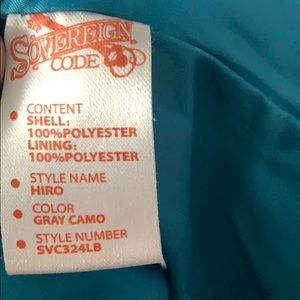 SOVEREIGN
CODE
• CONTENT
SHELL:
100%POLYESTER
LINING:
100%POLYESTER
• STYLE NAME
HIRO
• COLOR
GRAY CAMO
• STYLE NUMBER
SVC324LB